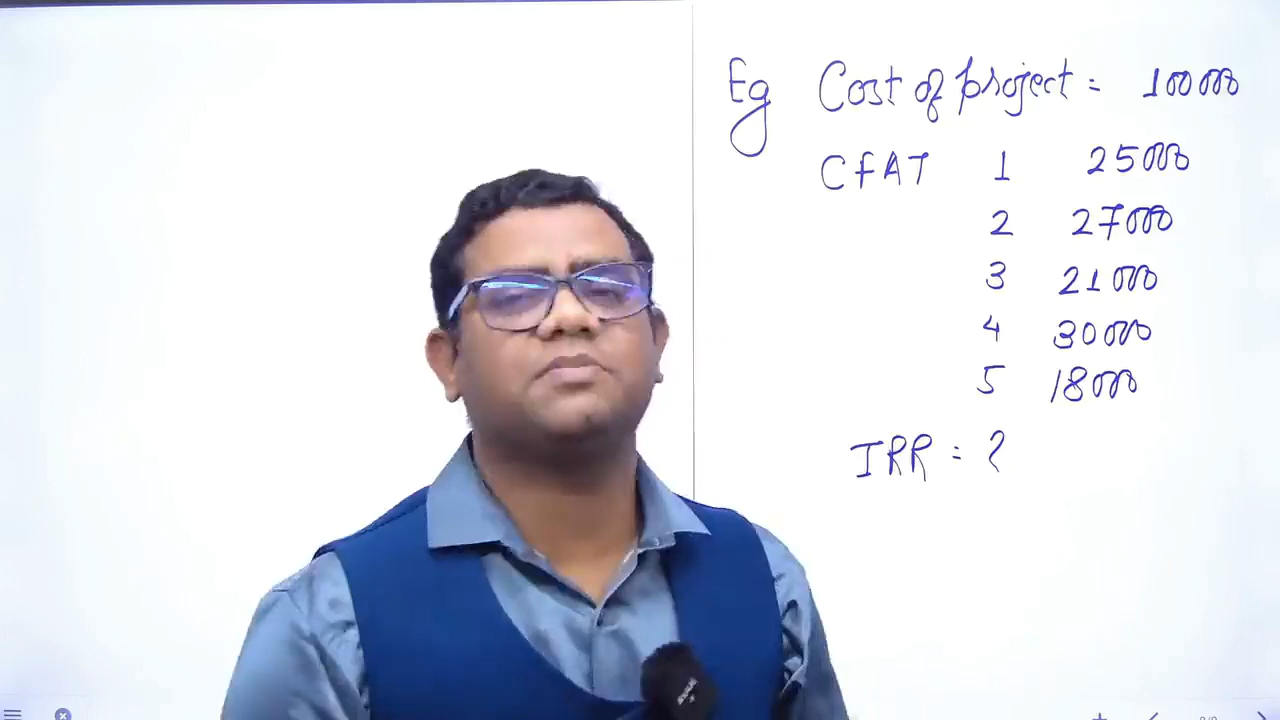 Eg Cost of project = 100000
CFAT 1 25000
2 27000
3 21000
4 30000
5 18000
IRR = ?